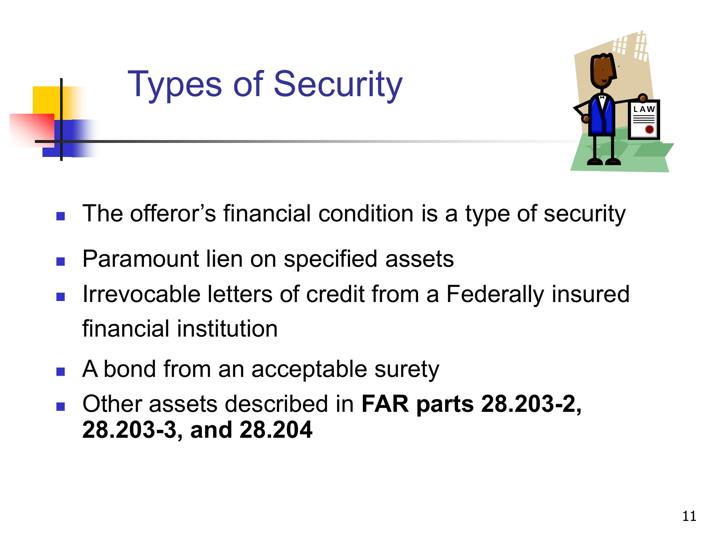 Types of Security
LAW
The offeror’s financial condition is a type of security
Paramount lien on specified assets
Irrevocable letters of credit from a Federally insured
financial institution
A bond from an acceptable surety
Other assets described in FAR parts 28.203-2,
28.203-3, and 28.204
11